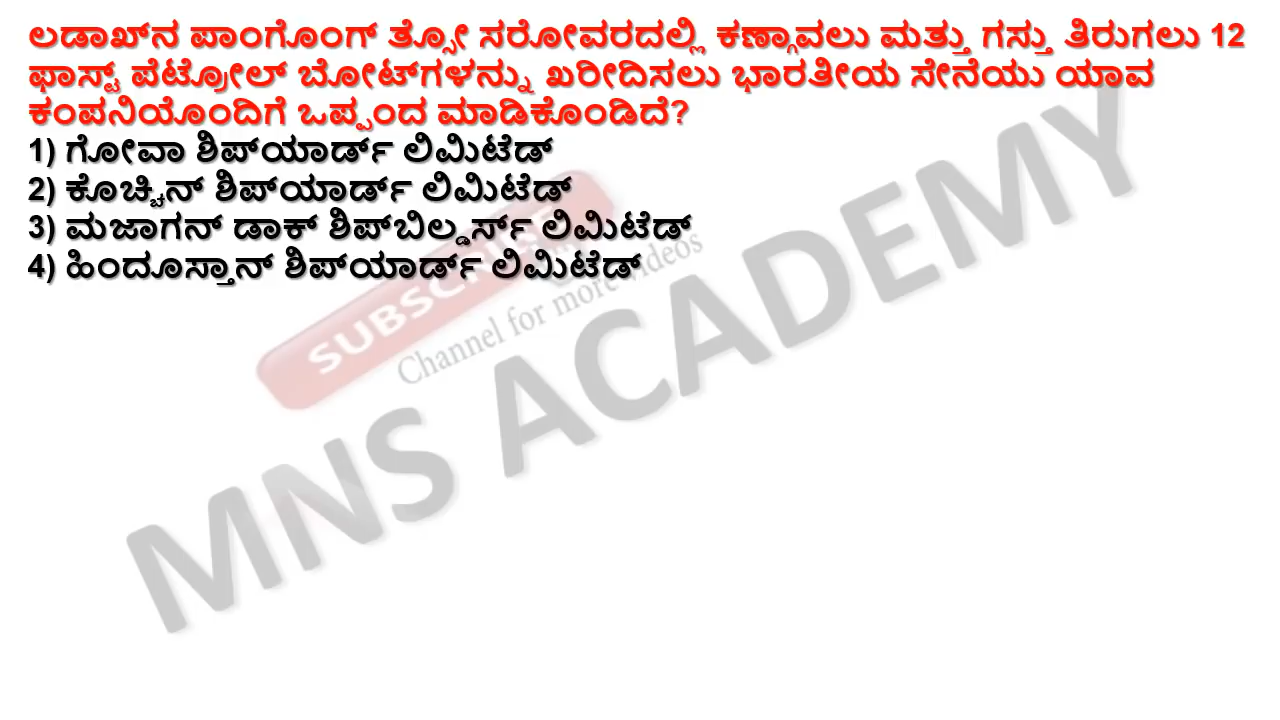 ಲಡಾಖ್‌ನ ಪಾಂಗೊಂಗ್ ತ್ಸೋ ಸರೋವರದಲ್ಲಿ ಕಣ್ಗಾವಲು ಮತ್ತು ಗಸ್ತು ತಿರುಗಲು 12
ಫಾಸ್ಟ್ ಪೆಟ್ರೋಲ್ ಬೋಟ್‌ಗಳನ್ನು ಖರೀದಿಸಲು ಭಾರತೀಯ ಸೇನೆಯು ಯಾವ
ಕಂಪನಿಯೊಂದಿಗೆ ಒಪ್ಪಂದ ಮಾಡಿಕೊಂಡಿದೆ?
1) ಗೋವಾ ಶಿಪ್‌ಯಾರ್ಡ್ ಲಿಮಿಟೆಡ್
2) ಕೊಚ್ಚಿನ್ ಶಿಪ್‌ಯಾರ್ಡ್ ಲಿಮಿಟೆಡ್
3) ಮಜಾಗನ್ ಡಾಕ್ ಶಿಪ್‌ಬಿಲ್ಡರ್ಸ್ ಲಿಮಿಟೆಡ್
4) ಹಿಂದೂಸ್ತಾನ್ ಶಿಪ್‌ಯಾರ್ಡ್ ಲಿಮಿಟೆಡ್
SUBSCRIBE
Channel for more videos
MNS ACADEMY